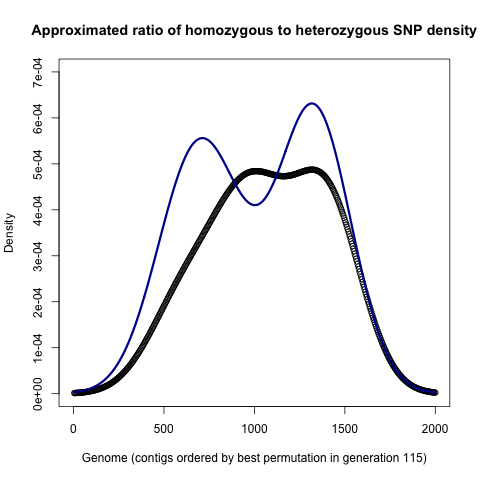 Approximated ratio of homozygous to heterozygous SNP density
7e-04
6e-04
5e-04
4e-04
3e-04
2e-04
1e-04
0e+00
Density
0 500 1000 1500 2000
Genome (contigs ordered by best permutation in generation 115)